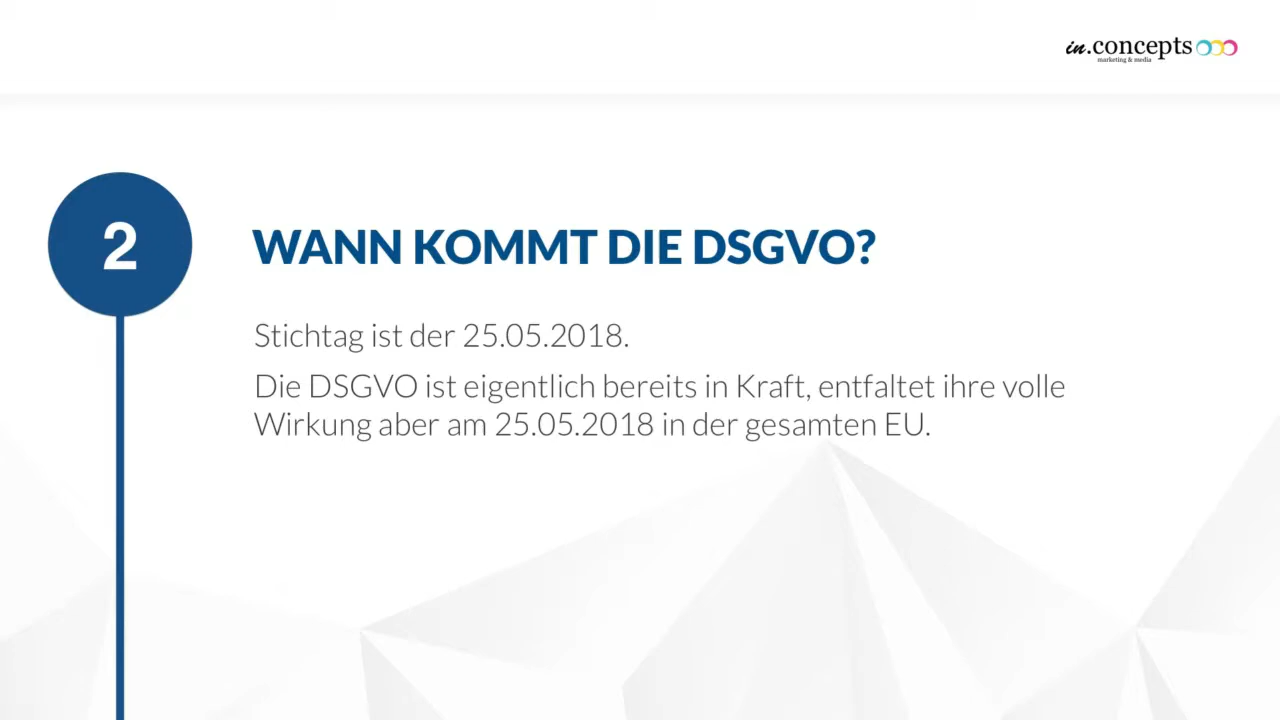 in.concepts
marketing & media
2
WANN KOMMT DIE DSGVO?
Stichtag ist der 25.05.2018.
Die DSGVO ist eigentlich bereits in Kraft, entfaltet ihre volle
Wirkung aber am 25.05.2018 in der gesamten EU.